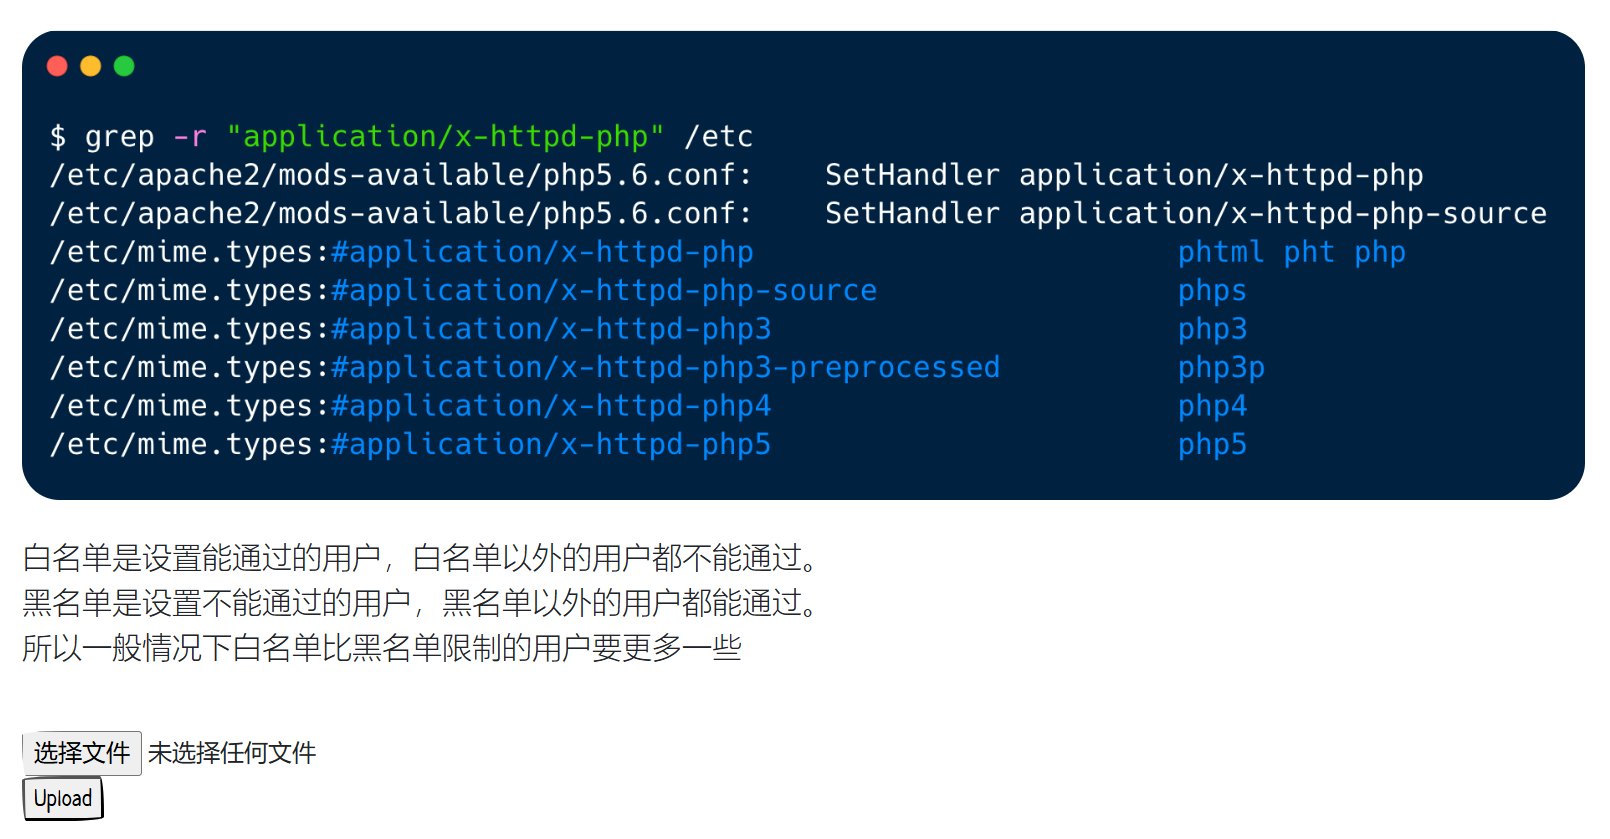 $ grep -r "application/x-httpd-php" /etc
/etc/apache2/mods-available/php5.6.conf:    SetHandler application/x-httpd-php
/etc/apache2/mods-available/php5.6.conf:    SetHandler application/x-httpd-php-source
/etc/mime.types:#application/x-httpd-php                        phtml pht php
/etc/mime.types:#application/x-httpd-php-source                 phps
/etc/mime.types:#application/x-httpd-php3                       php3
/etc/mime.types:#application/x-httpd-php3-preprocessed          php3p
/etc/mime.types:#application/x-httpd-php4                       php4
/etc/mime.types:#application/x-httpd-php5                       php5
白名单是设置能通过的用户，白名单以外的用户都不能通过。
黑名单是设置不能通过的用户，黑名单以外的用户都能通过。
所以一般情况下白名单比黑名单限制的用户要更多一些
选择文件 未选择任何文件
Upload